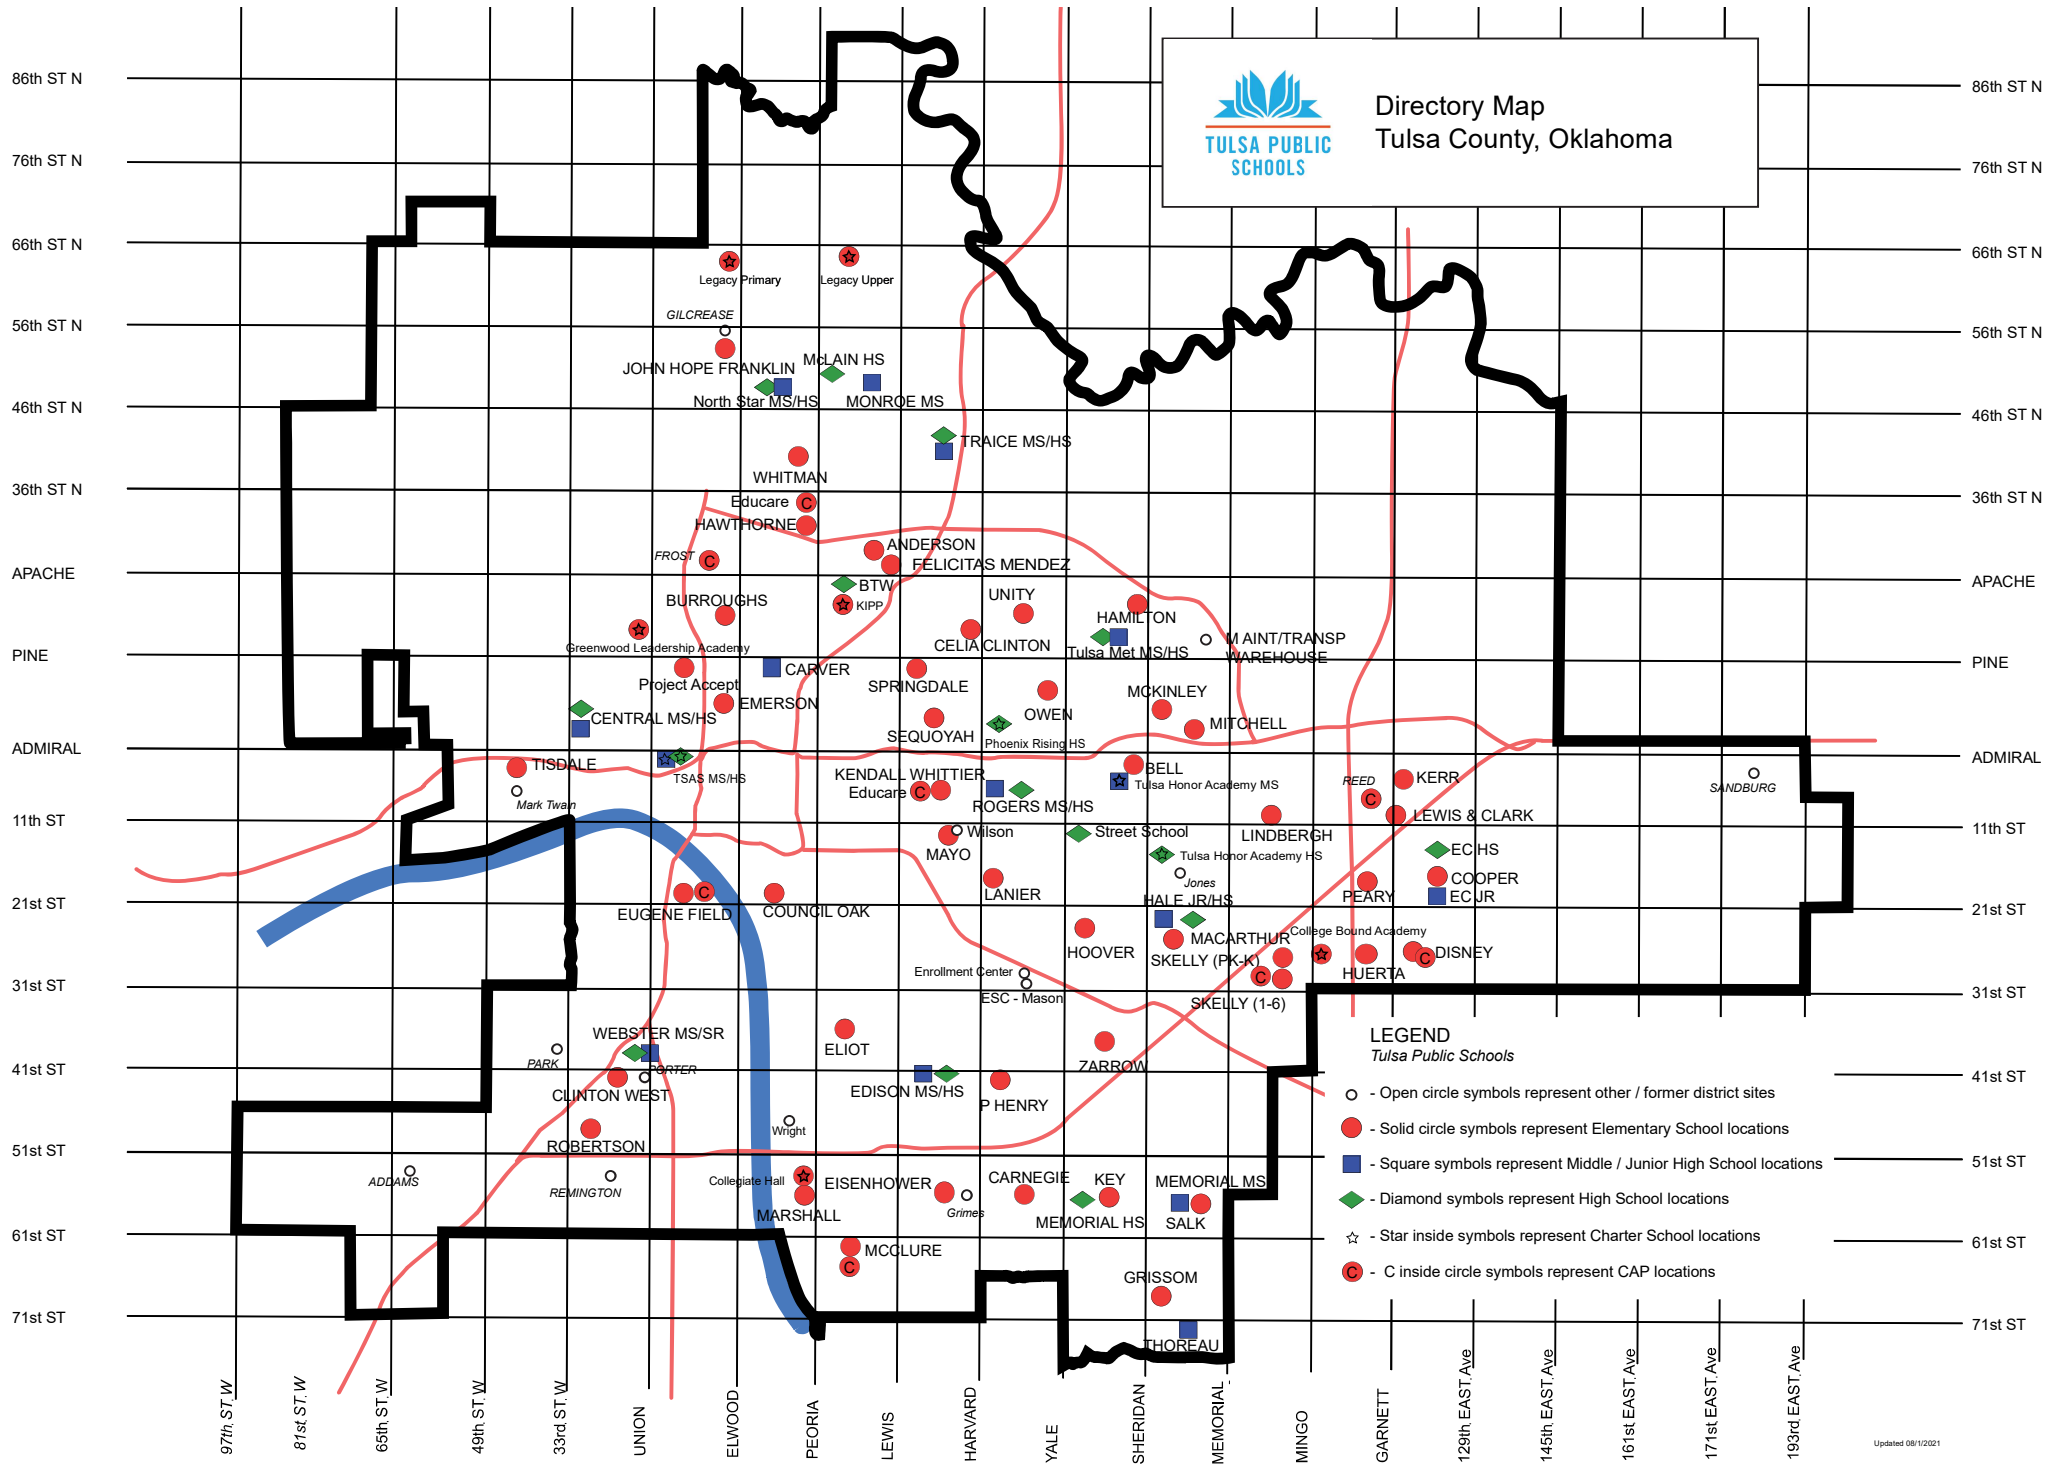 Directory Map
Tulsa County, Oklahoma
TULSA PUBLIC
SCHOOLS
86th ST N
86th ST N
76th ST N
76th ST N
66th ST N
66th ST N
Legacy Primary
Legacy Upper
GILCREASE
56th ST N
56th ST N
JOHN HOPE FRANKLIN
McLAIN HS
North Star MS/HS
MONROE MS
46th ST N
46th ST N
TRAICE MS/HS
WHITMAN
36th ST N
36th ST N
Educare
C
HAWTHORNE
ANDERSON
FROST
C
FELICITAS MENDEZ
APACHE
APACHE
BTW
UNITY
BURROUGHS
KIPP
HAMILTON
CELIA CLINTON
M AINT/TRANSP
WAREHOUSE
Greenwood Leadership Academy
Tulsa Met MS/HS
PINE
PINE
CARVER
Project Accept
SPRINGDALE
MCKINLEY
EMERSON
OWEN
CENTRAL MS/HS
MITCHELL
SEQUOYAH
Phoenix Rising HS
ADMIRAL
ADMIRAL
TISDALE
TSAS MS/HS
KENDALL WHITTIER
BELL
REED
KERR
SANDBURG
Educare
C
Tulsa Honor Academy MS
C
Mark Twain
ROGERS MS/HS
LEWIS & CLARK
11th ST
11th ST
Wilson
Street School
LINDBERGH
MAYO
Tulsa Honor Academy HS
EC HS
Jones
COOPER
LANIER
PEARY
EC JR
C
HALE JR/HS
EUGENE FIELD
COUNCIL OAK
21st ST
21st ST
College Bound Academy
MACARTHUR
HOOVER
DISNEY
C
SKELLY (PK-K)
HUERTA
Enrollment Center
C
31st ST
31st ST
ESC - Mason
SKELLY (1-6)
WEBSTER MS/SR
LEGEND
ELIOT
Tulsa Public Schools
PARK
ZARROW
41st ST
41st ST
PORTER
EDISON MS/HS
- Open circle symbols represent other / former district sites
CLINTON WEST
P HENRY
- Solid circle symbols represent Elementary School locations
Wright
ROBERTSON
51st ST
51st ST
- Square symbols represent Middle / Junior High School locations
ADDAMS
REMINGTON
Collegiate Hall
EISENHOWER
CARNEGIE
KEY
MEMORIAL MS
- Diamond symbols represent High School locations
Grimes
MARSHALL
MEMORIAL HS
SALK
61st ST
61st ST
- Star inside symbols represent Charter School locations
MCCLURE
C
C
- C inside circle symbols represent CAP locations
GRISSOM
71st ST
71st ST
THOREAU
97th ST. W
81st ST. W
65th ST. W
49th ST. W
33rd ST. W
UNION
ELWOOD
PEORIA
LEWIS
HARVARD
YALE
SHERIDAN
MEMORIAL
MINGO
GARNETT
129th EAST. Ave
145th EAST. Ave
161st EAST. Ave
171st EAST. Ave
193rd EAST. Ave
Updated 08/1/2021